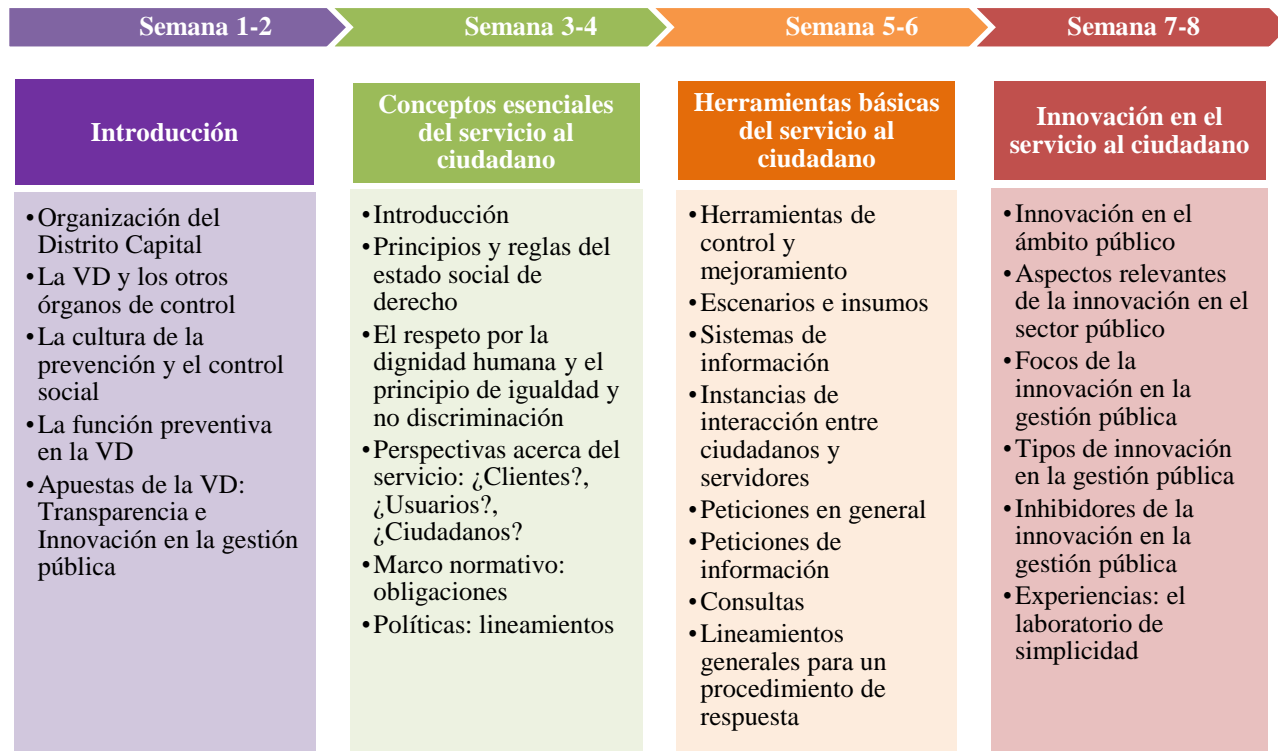 Semana 1-2
Semana 3-4
Semana 5-6
Semana 7-8
Introducción
•Organización del
Distrito Capital
•La VD y los otros
órganos de control
•La cultura de la
prevención y el control
social
•La función preventiva
en la VD
•Apuestas de la VD:
Transparencia e
Innovación en la gestión
pública
Conceptos esenciales
del servicio al
ciudadano
•Introducción
•Principios y reglas del
estado social de
derecho
•El respeto por la
dignidad humana y el
principio de igualdad y
no discriminación
•Perspectivas acerca del
servicio: ¿Clientes?,
¿Usuarios?,
¿Ciudadanos?
•Marco normativo:
obligaciones
•Políticas: lineamientos
Herramientas básicas
del servicio al
ciudadano
•Herramientas de
control y
mejoramiento
•Escenarios e insumos
•Sistemas de
información
•Instancias de
interacción entre
ciudadanos y
servidores
•Peticiones en general
•Peticiones de
información
•Consultas
•Lineamientos
generales para un
procedimiento de
respuesta
Innovación en el
servicio al ciudadano
•Innovación en el
ámbito público
•Aspectos relevantes
de la innovación en el
sector público
•Focos de la
innovación en la
gestión pública
•Tipos de innovación
en la gestión pública
•Inhibidores de la
innovación en la
gestión pública
•Experiencias: el
laboratorio de
simplicidad